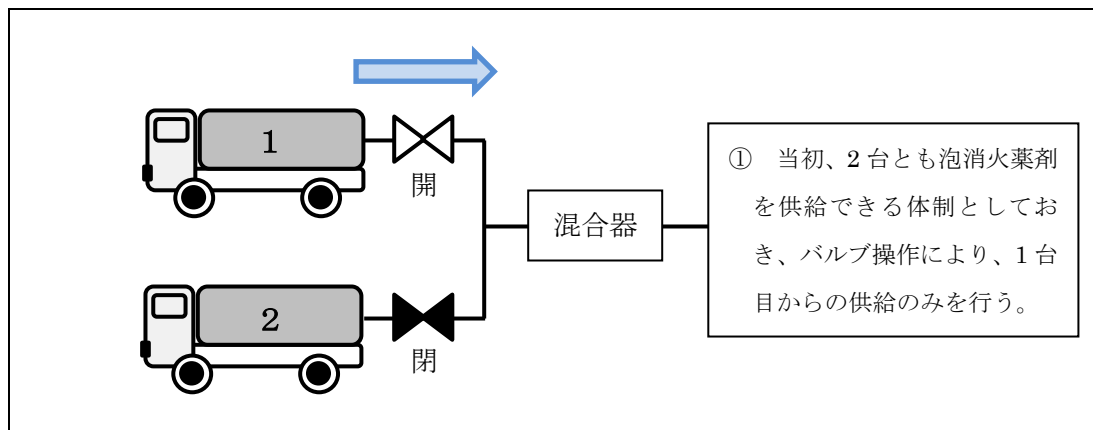 1
開
2
閉
混合器
① 当初、2 台とも泡消火薬剤
を供給できる体制としてお
き、バルブ操作により、1 台
目からの供給のみを行う。